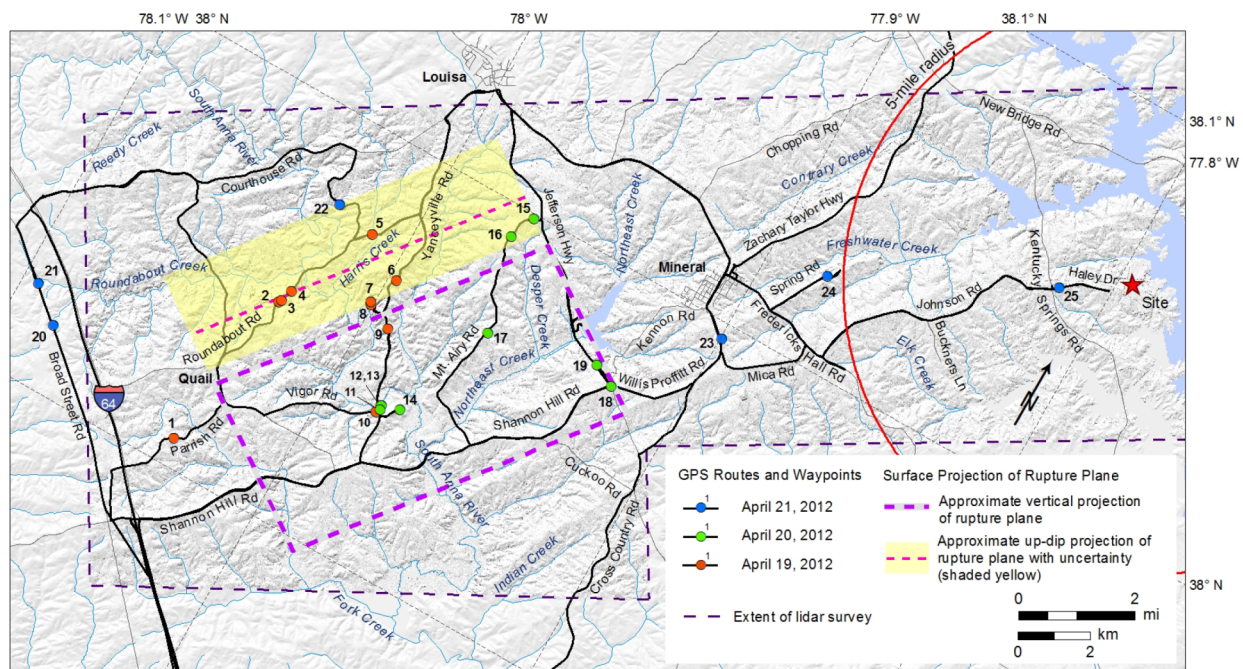 78.1° W
38° N
78° W
77.9° W
38.1° N
Louisa
5-mile radius
New Bridge Rd
South Anna River
Reedy Creek
Courthouse Rd
Chopping Rd
Contrary Creek
38.1° N
77.8° W
22
5
Yanceyville Rd
15
16
Jefferson Hwy
Northeast Creek
Zachary Taylor Hwy
Freshwater Creek
Kentucky
Springs Rd
Haley Dr
Site
21
Roundabout Creek
Harris Creek
6
Desper Creek
Mineral
Spring Rd
24
25
2
3
4
7
8
9
Roundabout Rd
20
17
Mt Airy Rd
Kennon Rd
Fredericks Hall Rd
Johnson Rd
Buckners Ln
Elk Creek
23
Broad Street Rd
64
Quail
12,13
11
10
14
Vigor Rd
Northeast Creek
19
18
Willis Proffitt Rd
Mica Rd
1
Parrish Rd
Shannon Hill Rd
South Anna River
Cuckoo Rd
N
Shannon Hill Rd
Indian Creek
Cross Country Rd
Fork Creek
38° N
GPS Routes and Waypoints
1
April 21, 2012
1
April 20, 2012
1
April 19, 2012
Extent of lidar survey
Surface Projection of Rupture Plane
Approximate vertical projection
of rupture plane
Approximate up-dip projection of
rupture plane with uncertainty
(shaded yellow)
0 2
mi
km
0 2